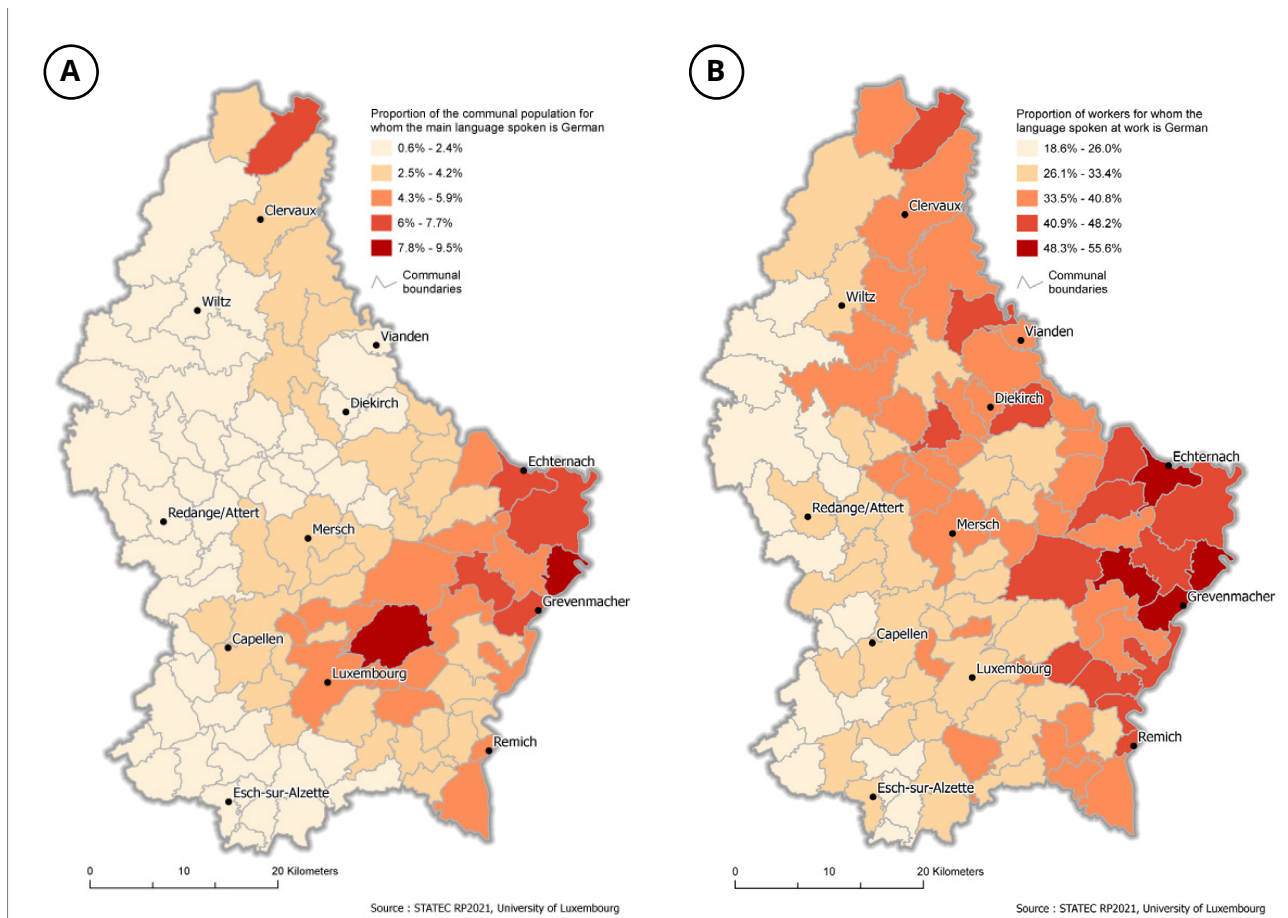 A
Proportion of the communal population for
whom the main language spoken is German
0.6% - 2.4%
2.5% - 4.2%
4.3% - 5.9%
6% - 7.7%
7.8% - 9.5%
Communal
boundaries
Clervaux
Wiltz
Vianden
Diekirch
Echternach
Redange/Attert
Mersch
Grevenmacher
Capellen
Luxembourg
Remich
Esch-sur-Alzette
0 10 20 Kilometers
Source : STATEC RP2021, University of Luxembourg
B
Proportion of workers for whom the
language spoken at work is German
18.6% - 26.0%
26.1% - 33.4%
33.5% - 40.8%
40.9% - 48.2%
48.3% - 55.6%
Communal
boundaries
Clervaux
Wiltz
Vianden
Diekirch
Echternach
Redange/Attert
Mersch
Grevenmacher
Capellen
Luxembourg
Remich
Esch-sur-Alzette
0 10 20 Kilometers
Source : STATEC RP2021, University of Luxembourg